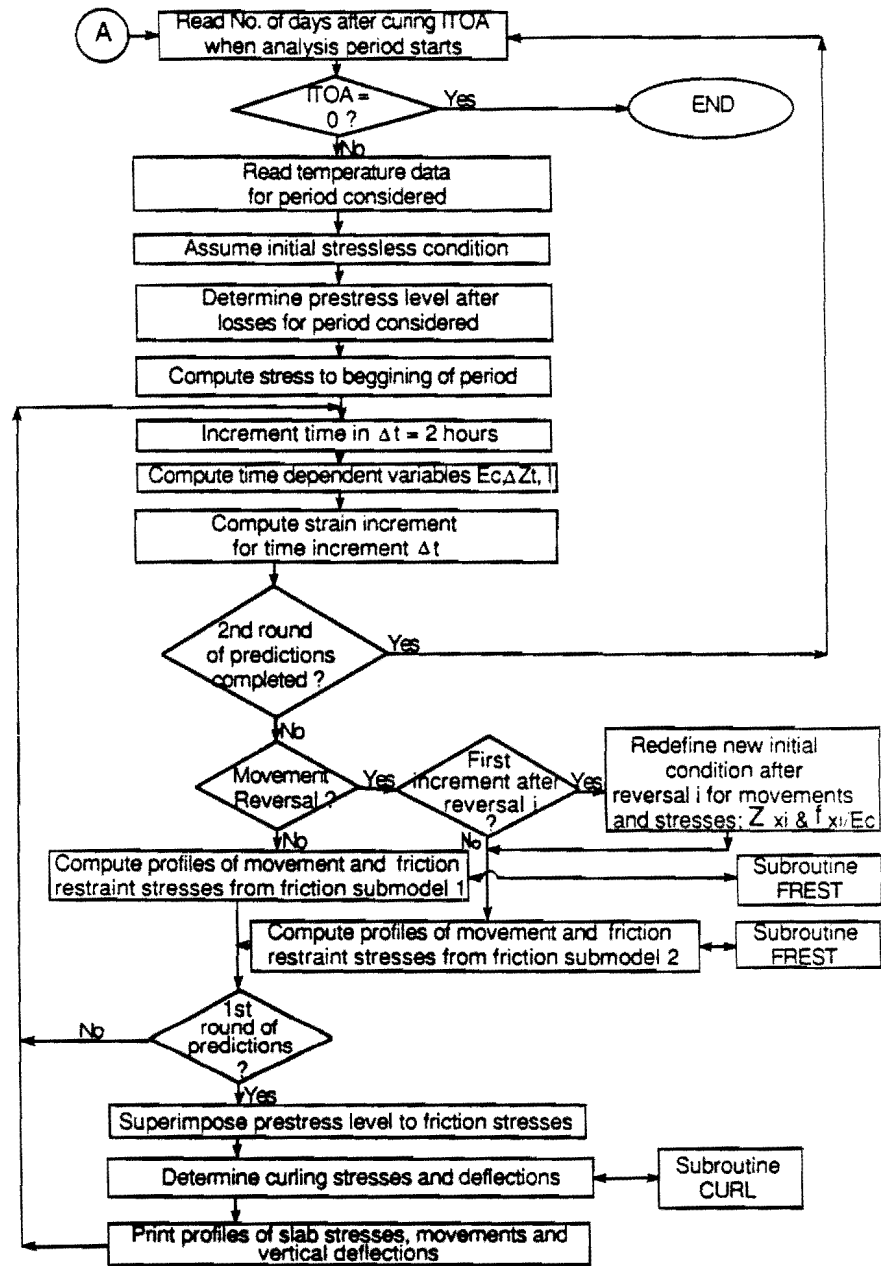 A
Read No. of days after curing ITOA
when analysis period starts
ITOA =
0 ?
Yes
END
No
Read temperature data
for period considered
Assume initial stressless condition
Determine prestress level after
losses for period considered
Compute stress to beggining of period
Increment time in Δt = 2 hours
Compute time dependent variables EcΔZt, l
Compute strain increment
for time increment Δt
2nd round
of predictions
completed ?
Yes
No
Movement
Reversal ?
Yes
First
increment after
reversal i
?
Yes
Redefine new initial
condition after
reversal i for movements
and stresses; Z xi & f xi/Ec
No
No
Compute profiles of movement and friction
restraint stresses from friction submodel 1
Subroutine
FREST
Compute profiles of movement and friction
restraint stresses from friction submodel 2
Subroutine
FREST
1st
round of
predictions
?
No
Yes
Superimpose prestress level to friction stresses
Determine curling stresses and deflections
Subroutine
CURL
Print profiles of slab stresses, movements and
vertical deflections